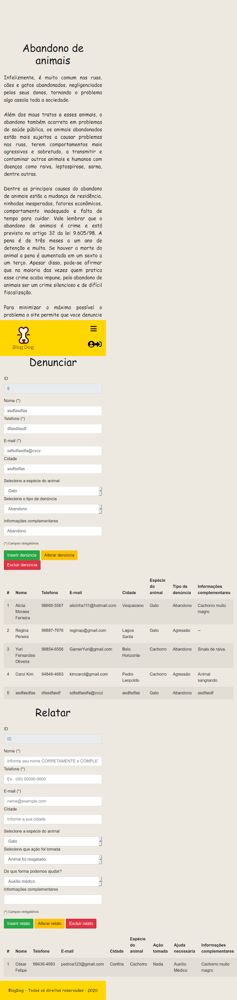 Abandono de
animais
Infelizmente, é muito comum nas ruas,
cães e gatos abandonados, negligenciados
pelos seus donos, tornando o problema
algo assola toda a sociedade.
Além dos maus tratos a esses animais, o
abandono também acarreta em problemas
de saúde pública, os animais abandonados
estão mais sujeitos a causar problemas
nas ruas, terem comportamentos mais
agressivos e sobretudo, a transmitir e
contaminar outros animais e humanos com
doenças como raiva, leptospirose, sarna,
dentre outras.
Dentre as principais causas do abandono
de animais estão a mudança de residência,
ninhadas inesperadas, fatores econômicos,
comportamento inadequado e falta de
tempo para cuidar. Vale lembrar que o
abandono de animais é crime e está
previsto no artigo 32 da lei 9.605/98. A
pena é de três meses a um ano de
detenção e multa. Se houver a morte do
animal a pena é aumentada em um sexto a
um terço. Apesar disso, pode-se afirmar
que na maioria das vezes quem pratica
esse crime acaba impune, pelo abandono de
animais ser um crime silencioso e de difícil
fiscalização.
Para minimizar o máximo possível o
problema o site permite que voce denuncie
Blog Dog
Denunciar
ID
5
Nome (*)
asdfasdfas
Telefone (*)
dfasdfasdf
E-mail (*)
sdfsdfasdfa@cvcz
Cidade
asdfsdfas
Selecione a espécie do animal
Gato
Selecione o tipo de denúncia
Abandono
Informações complementares
Abandono
(*) Campos obrigatórios
Inserir denúncia Alterar denúncia
Excluir denúncia
# Nome Telefone E-mail Cidade Espécie do animal Tipo de denúncia Informações complementares
1 Alicia Moraes Ferreira 98666-5567 alicinha111@hotmail.com Vespasiano Gato Abandono Cachorro muito magro
2 Regina Pereira 98887-7876 reginap@gmail.com Lagoa Santa Gato Agressão --
3 Yuri Fernandes Oliveira 98854-6556 GamerYuri@gmail.com Belo Horizonte Cachorro Abandono Sinais de raiva.
4 Carol Kim 94848-4683 kimcarol@gmail.com Pedro Leopoldo Cachorro Agressão Animal sangrando.
5 asdfasdfas dfasdfasdf sdfsdfasdfa@cvcz asdfsdfas Gato Abandono asdfasdf
Relatar
ID
ID
Nome (*)
Informe seu nome CORRETAMENTE e COMPLET
Telefone (*)
Ex.: (00) 00000-0000
E-mail (*)
name@example.com
Cidade
Informe a sua cidade
Selecione a espécie do animal
Gato
Selecione que ação foi tomada
Animal foi resgatado
De que forma podemos ajudar?
Auxílio médico
Informações complementares
(*) Campos obrigatórios
Inserir relato Alterar relato Excluir relato
# Nome Telefone E-mail Cidade Espécie do animal Ação tomada Ajuda necessária Informações complementares
1 César Felipe 99438-4583 pedroa123@gmail.com Confins Cachorro Nada Auxílio Médico Cachorro muito magro
BlogDog - Todos os direitos reservados - 2020